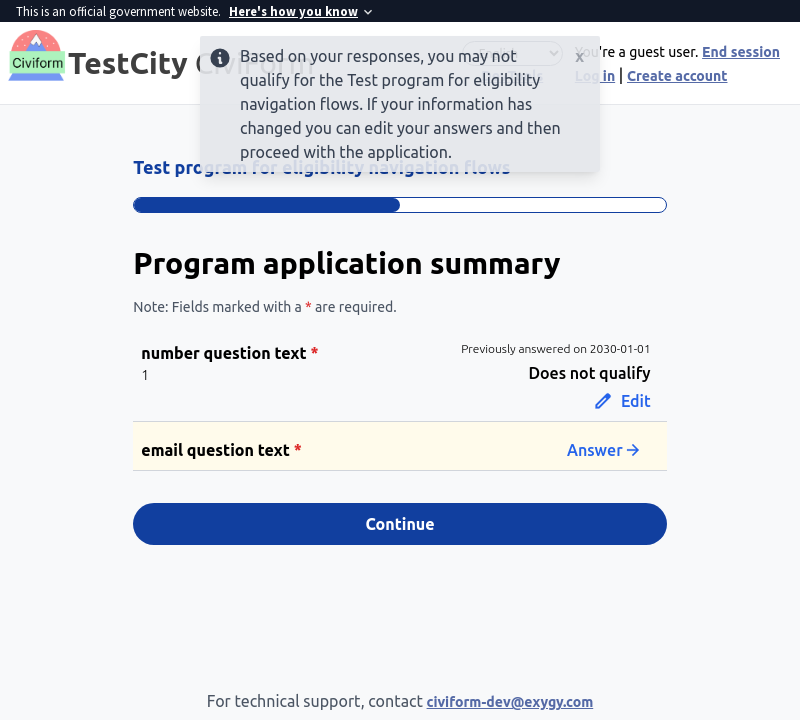 This is an official government website. Here's how you know
Civiform
TestCity CiviForm
Based on your responses, you may not
qualify for the Test program for eligibility
navigation flows. If your information has
changed you can edit your answers and then
proceed with the application.
x
You're a guest user. End session
Log in | Create account
Test program for eligibility navigation flows
Program application summary
Note: Fields marked with a * are required.
number question text *
1
Previously answered on 2030-01-01
Does not qualify
Edit
email question text *
Answer
Continue
For technical support, contact civiform-dev@exygy.com